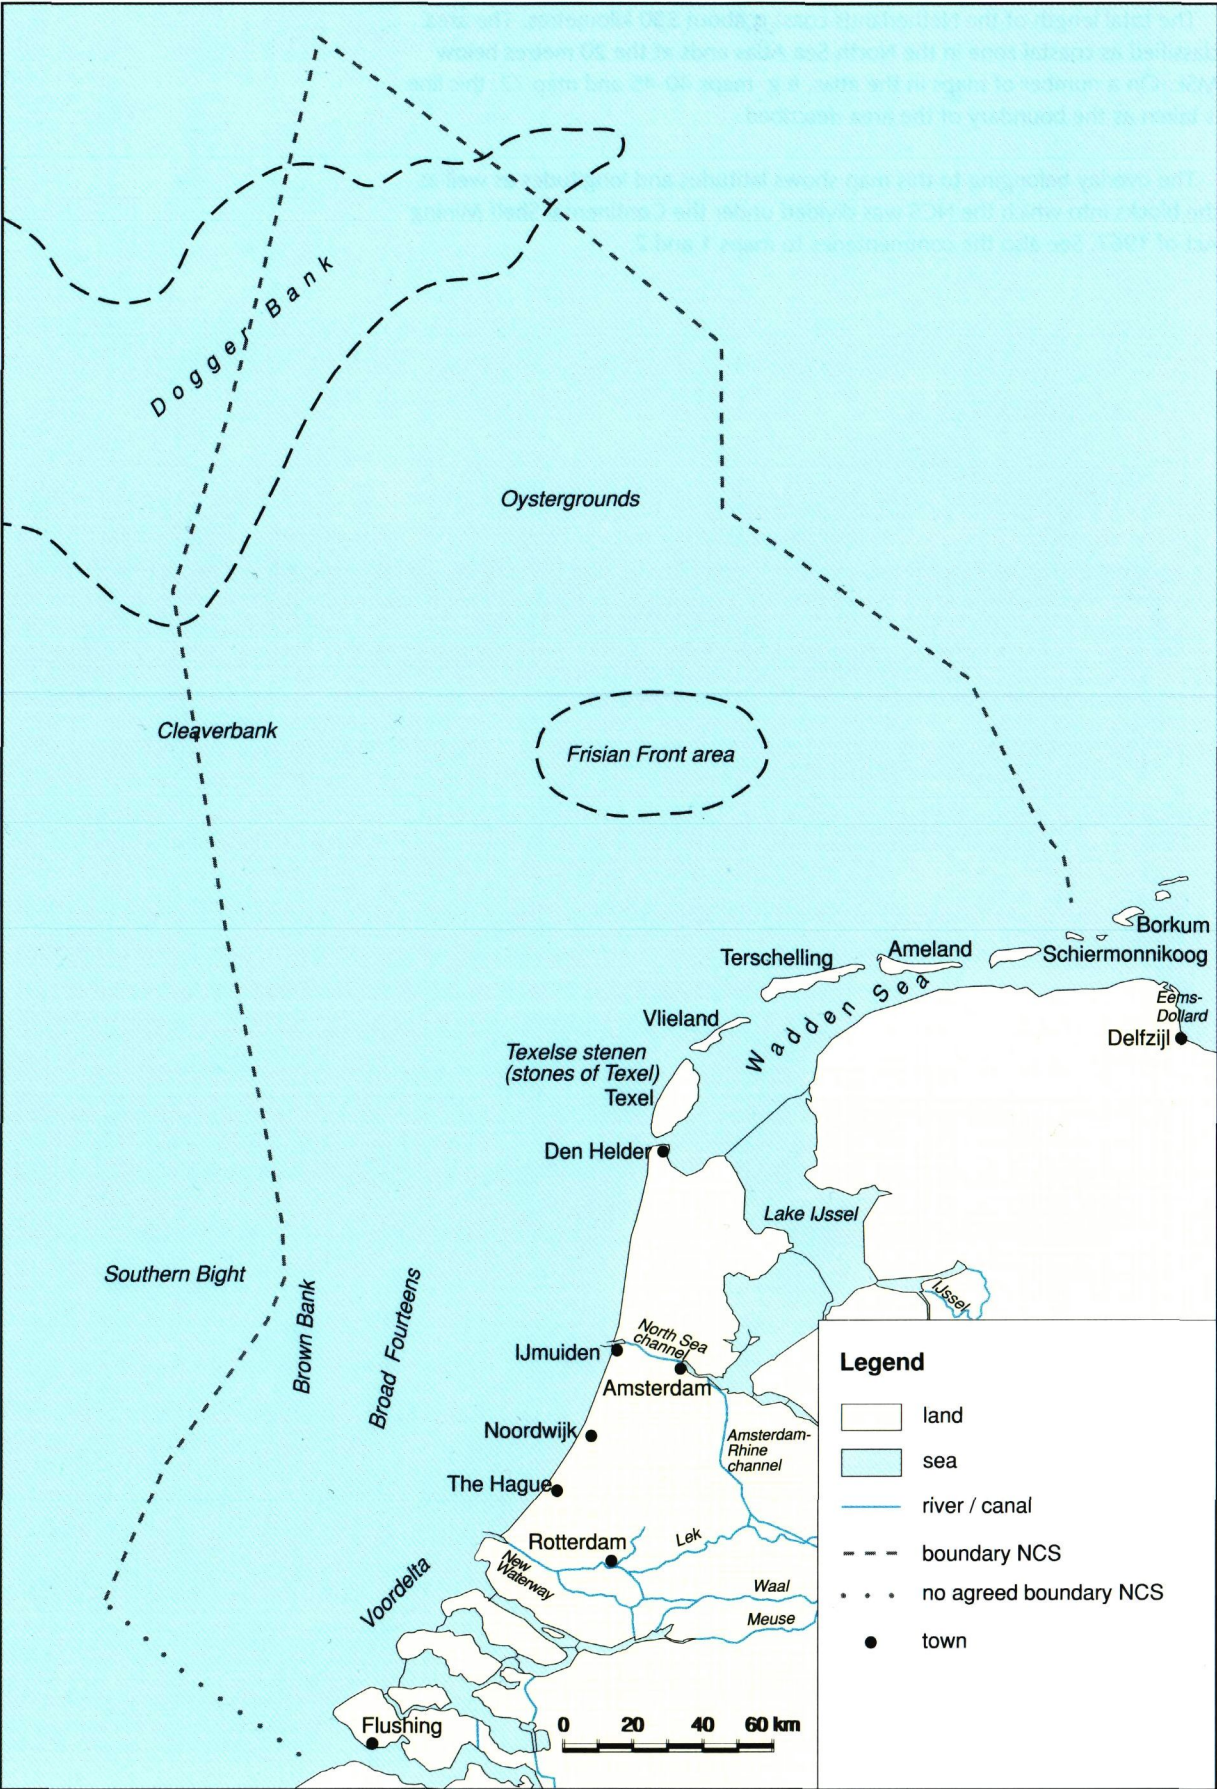 Dogger Bank
Oystergrounds
Cleaverbank
Frisian Front area
Borkum
Schiermonnikoog
Ameland
Terschelling
Wadden Sea
Eems-
Dollard
Delfzijl
Vlieland
Texelse stenen
(stones of Texel)
Texel
Den Helder
Lake IJssel
IJssel
Southern Bight
Brown Bank
Broad Fourteens
IJmuiden
North Sea
channel
Amsterdam
Noordwijk
Amsterdam-
Rhine
channel
The Hague
Rotterdam
Lek
New
Waterway
Waal
Meuse
Voordelta
Flushing
0 20 40 60 km
Legend
land
sea
river / canal
boundary NCS
no agreed boundary NCS
town